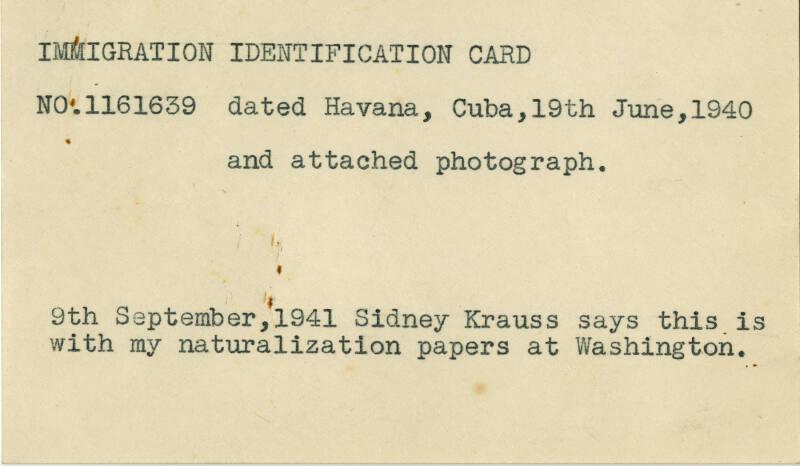 IMMIGRATION IDENTIFICATION CARD
NO.1161639 dated Havana, Cuba,19th June,1940
and attached photograph.
9th September,1941 Sidney Krauss says this is
with my naturalization papers at Washington.